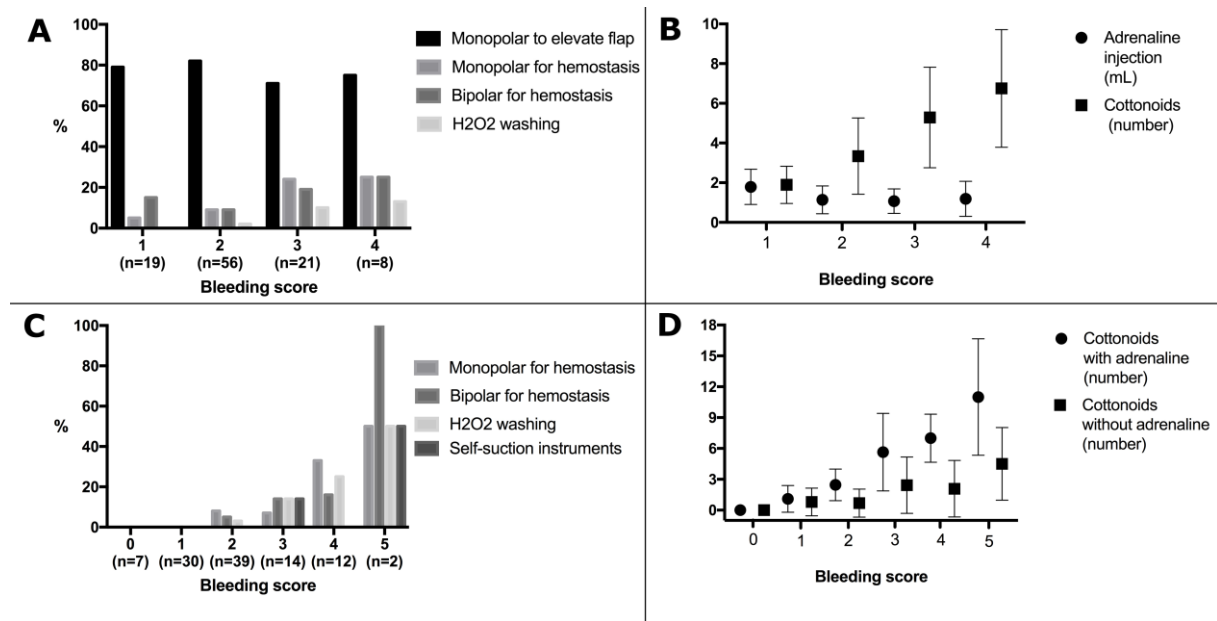 A
100
80
60
40
20
0
%
1 2 3 4
(n=19) (n=56) (n=21) (n=8)
Bleeding score
Monopolar to elevate flap
Monopolar for hemostasis
Bipolar for hemostasis
H2O2 washing
B
10
8
6
4
2
0
1 2 3 4
Bleeding score
Adrenaline
injection
(mL)
Cottonoids
(number)
C
100
80
60
40
20
0
%
0 1 2 3 4 5
(n=7) (n=30) (n=39) (n=14) (n=12) (n=2)
Bleeding score
Monopolar for hemostasis
Bipolar for hemostasis
H2O2 washing
Self-suction instruments
D
18
15
12
9
6
3
0
0 1 2 3 4 5
Bleeding score
Cottonoids
with adrenaline
(number)
Cottonoids
without adrenaline
(number)